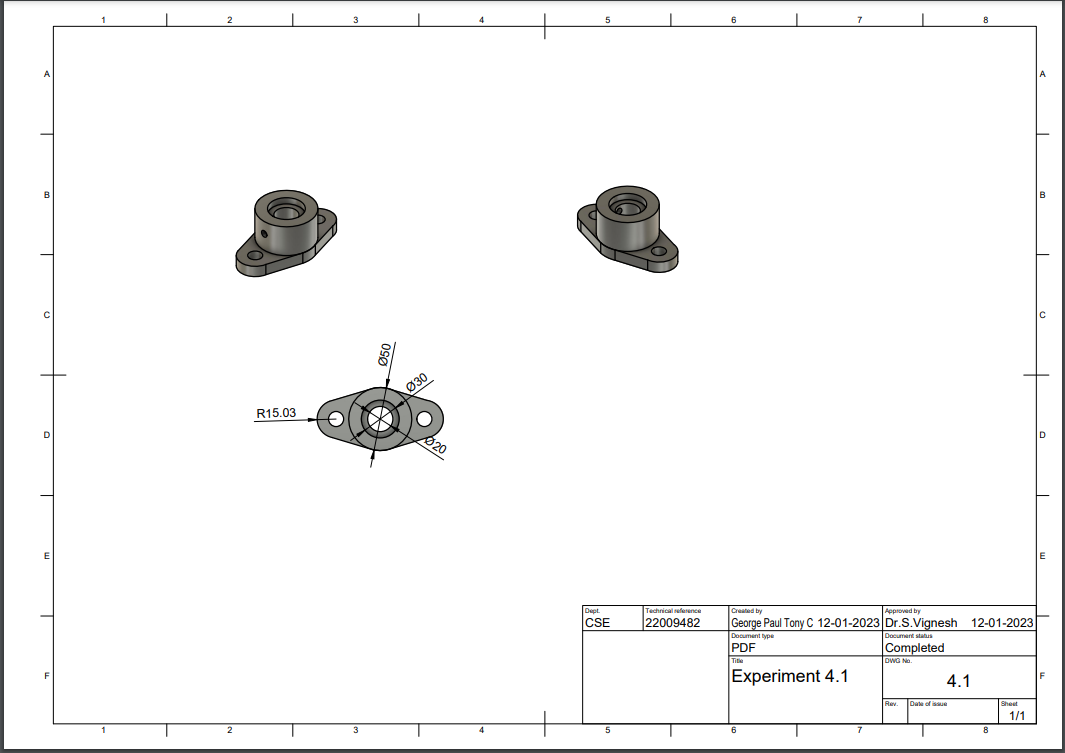 1 2 3 4 5 6 7 8
A A
B B
C C
Ø50
Ø30
R15.03
D D
Ø20
E E
Dept. Technical reference Created by Approved by
CSE 22009482 George Paul Tony C 12-01-2023 Dr.S.Vignesh 12-01-2023
Document type Document status
PDF Completed
Title DWG No.
Experiment 4.1 4.1
F F
Rev. Date of issue Sheet
1/1
1 2 3 4 5 6 7 8